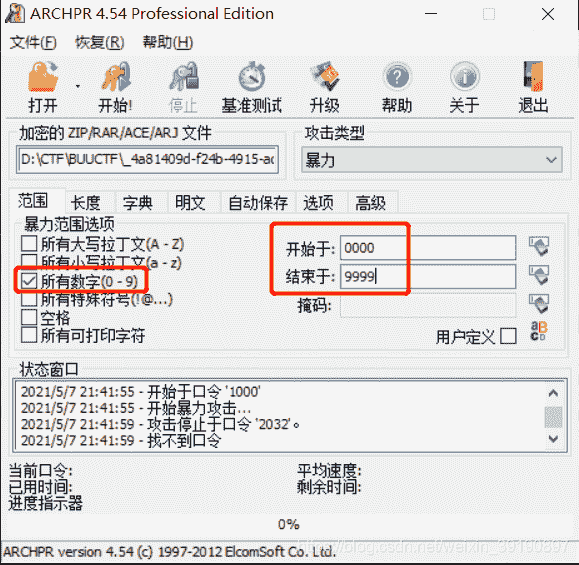 ARCHPR 4.54 Professional Edition
文件(F) 恢复(R) 帮助(H)
打开 开始! 停止 基准测试 升级 帮助 关于 退出
加密的 ZIP/RAR/ACE/ARJ 文件 攻击类型
D:\CTF\BUUCTF\_4a81409d-f24b-4915-ac 暴力
范围 长度 字典 明文 自动保存 选项 高级
暴力范围选项
所有大写拉丁文(A - Z) 开始于: 0000
所有小写拉丁文(a - z)
所有数字(0 - 9) 结束于: 9999
所有特殊符号(!@...) 掩码:
空格
所有可打印字符 用户定义
状态窗口
2021/5/7 21:41:55 - 开始于口令 '1000'
2021/5/7 21:41:55 - 开始暴力攻击...
2021/5/7 21:41:59 - 攻击停止于口令 '2032'。
2021/5/7 21:41:59 - 找不到口令
当前口令: 平均速度:
已用时间: 剩余时间:
进度指示器
0%
ARCHPR version 4.54 (c) 1997-2012 ElcomSoft Co. Ltd.